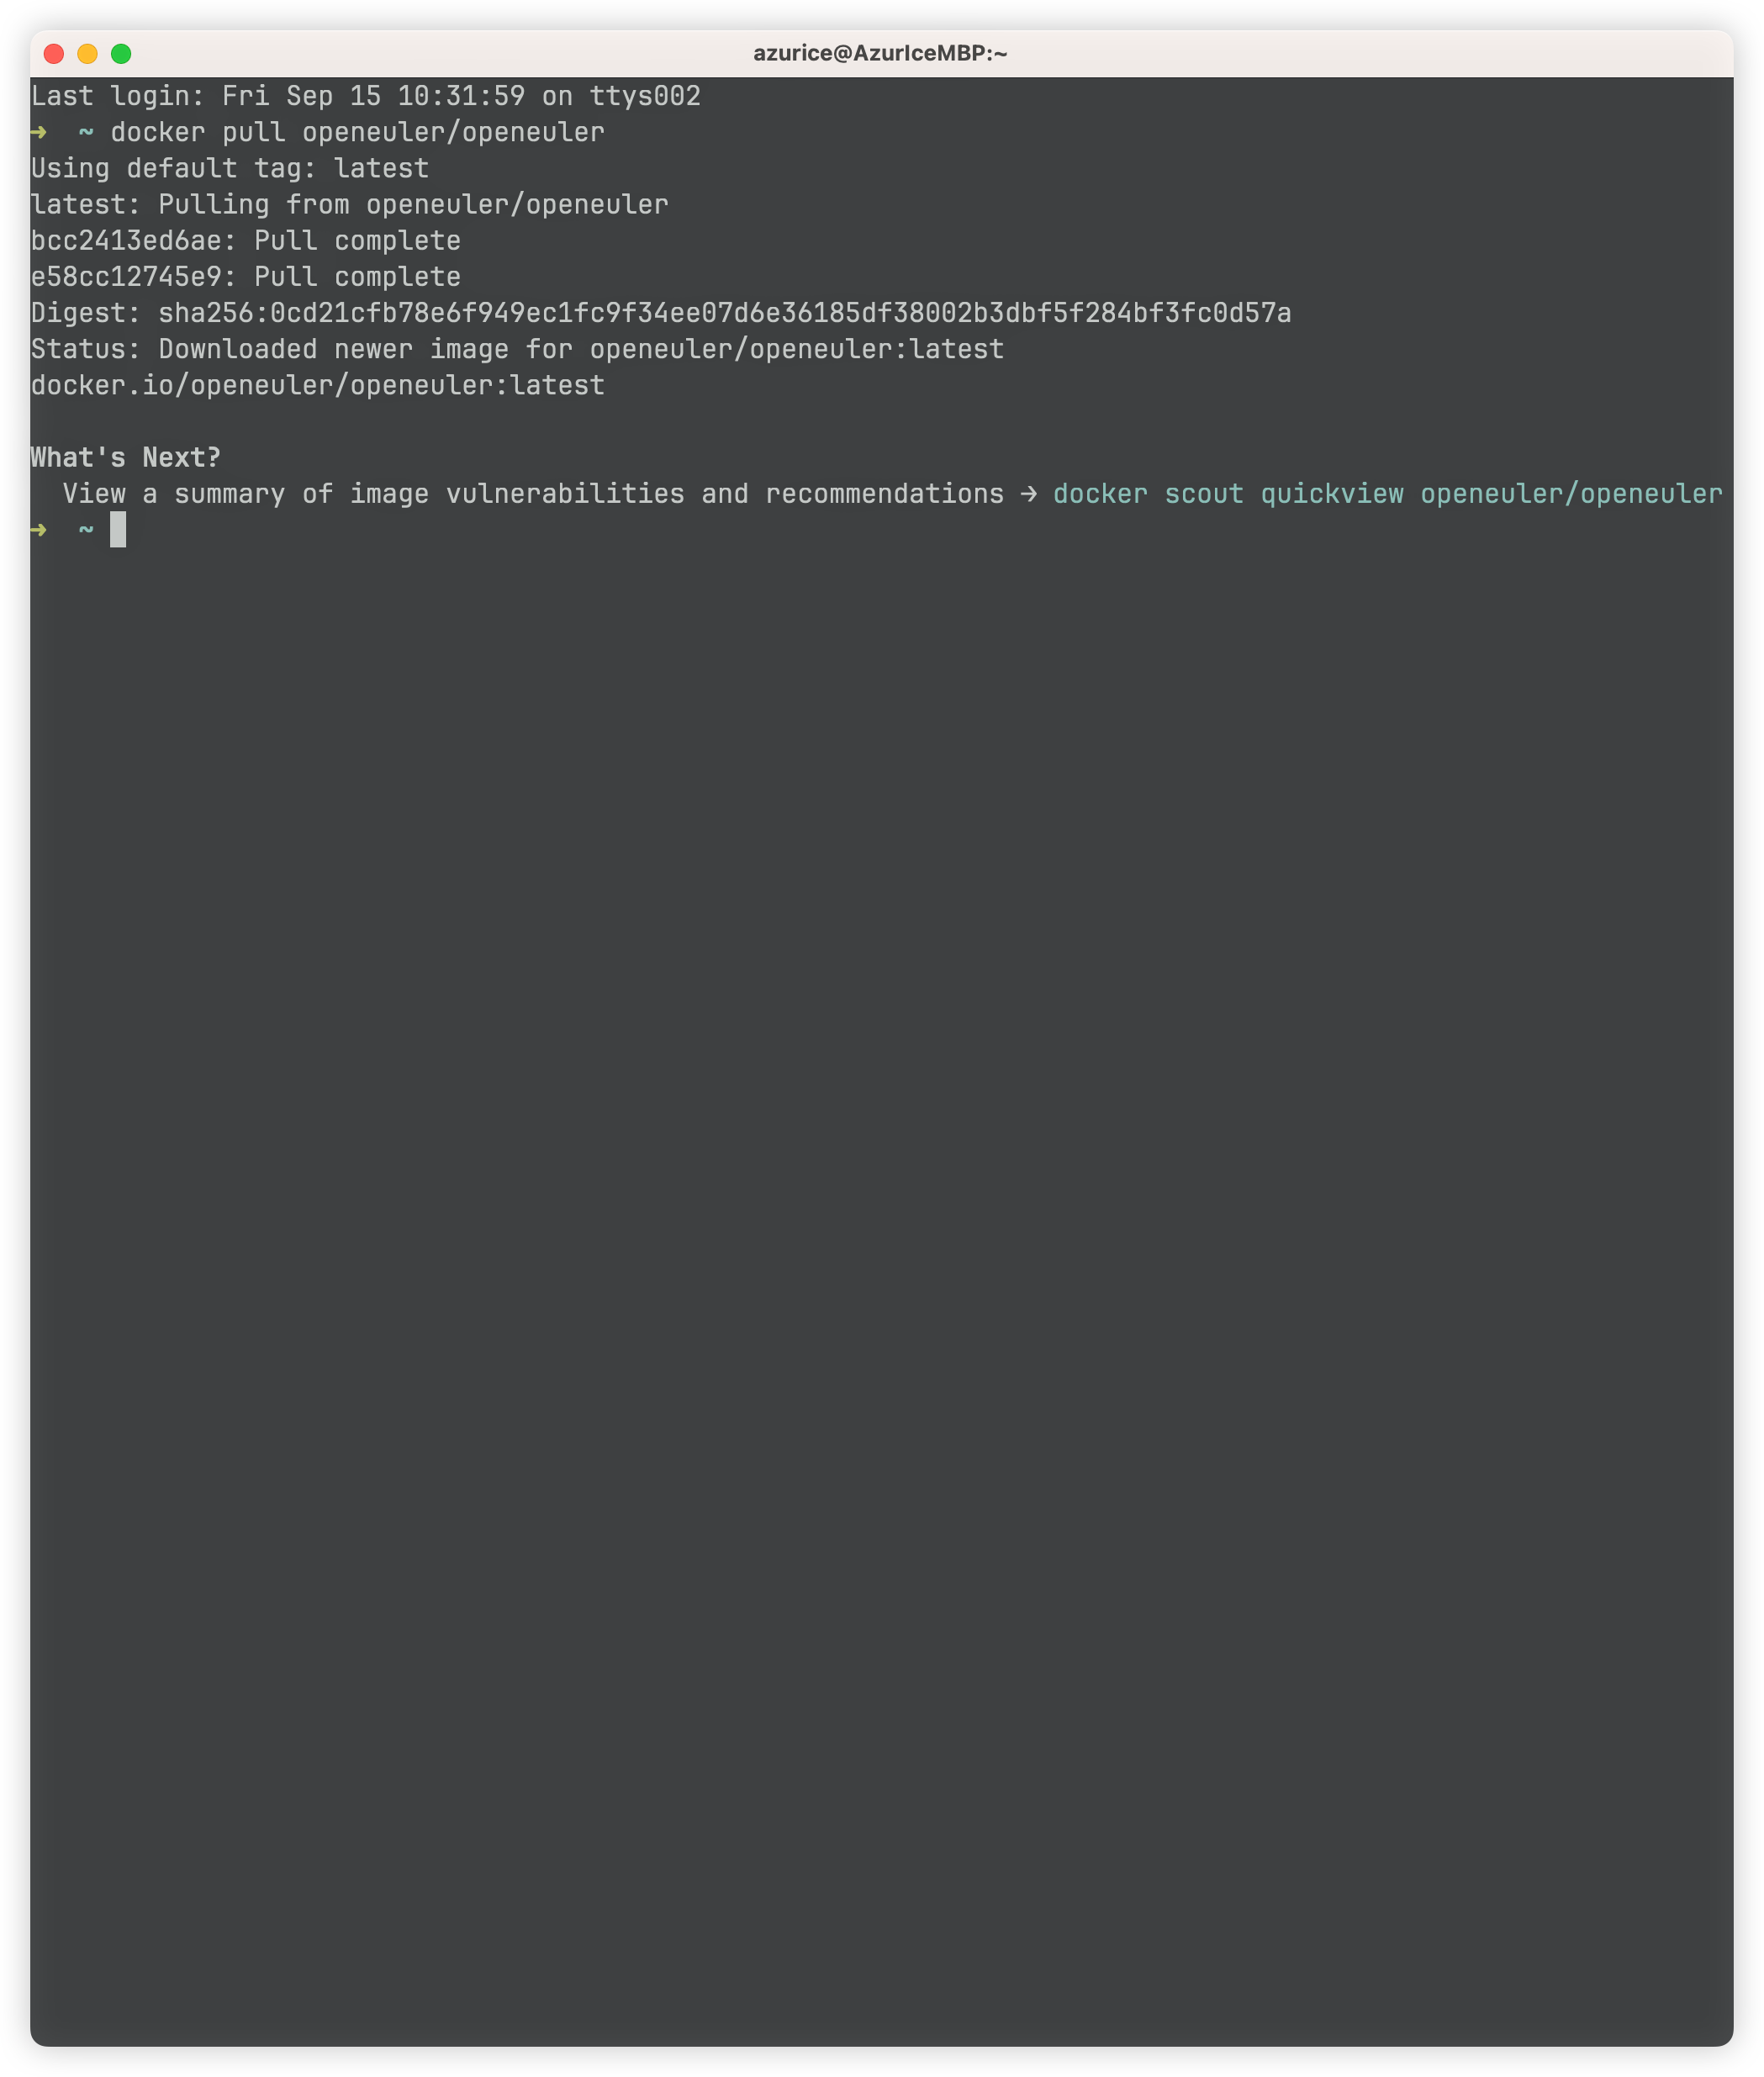 azurice@AzurIceMBP:~
Last login: Fri Sep 15 10:31:59 on ttys002
➜  ~ docker pull openeuler/openeuler
Using default tag: latest
latest: Pulling from openeuler/openeuler
bcc2413ed6ae: Pull complete
e58cc12745e9: Pull complete
Digest: sha256:0cd21cfb78e6f949ec1fc9f34ee07d6e36185df38002b3dbf5f284bf3fc0d57a
Status: Downloaded newer image for openeuler/openeuler:latest
docker.io/openeuler/openeuler:latest
What's Next?
  View a summary of image vulnerabilities and recommendations → docker scout quickview openeuler/openeuler
➜  ~